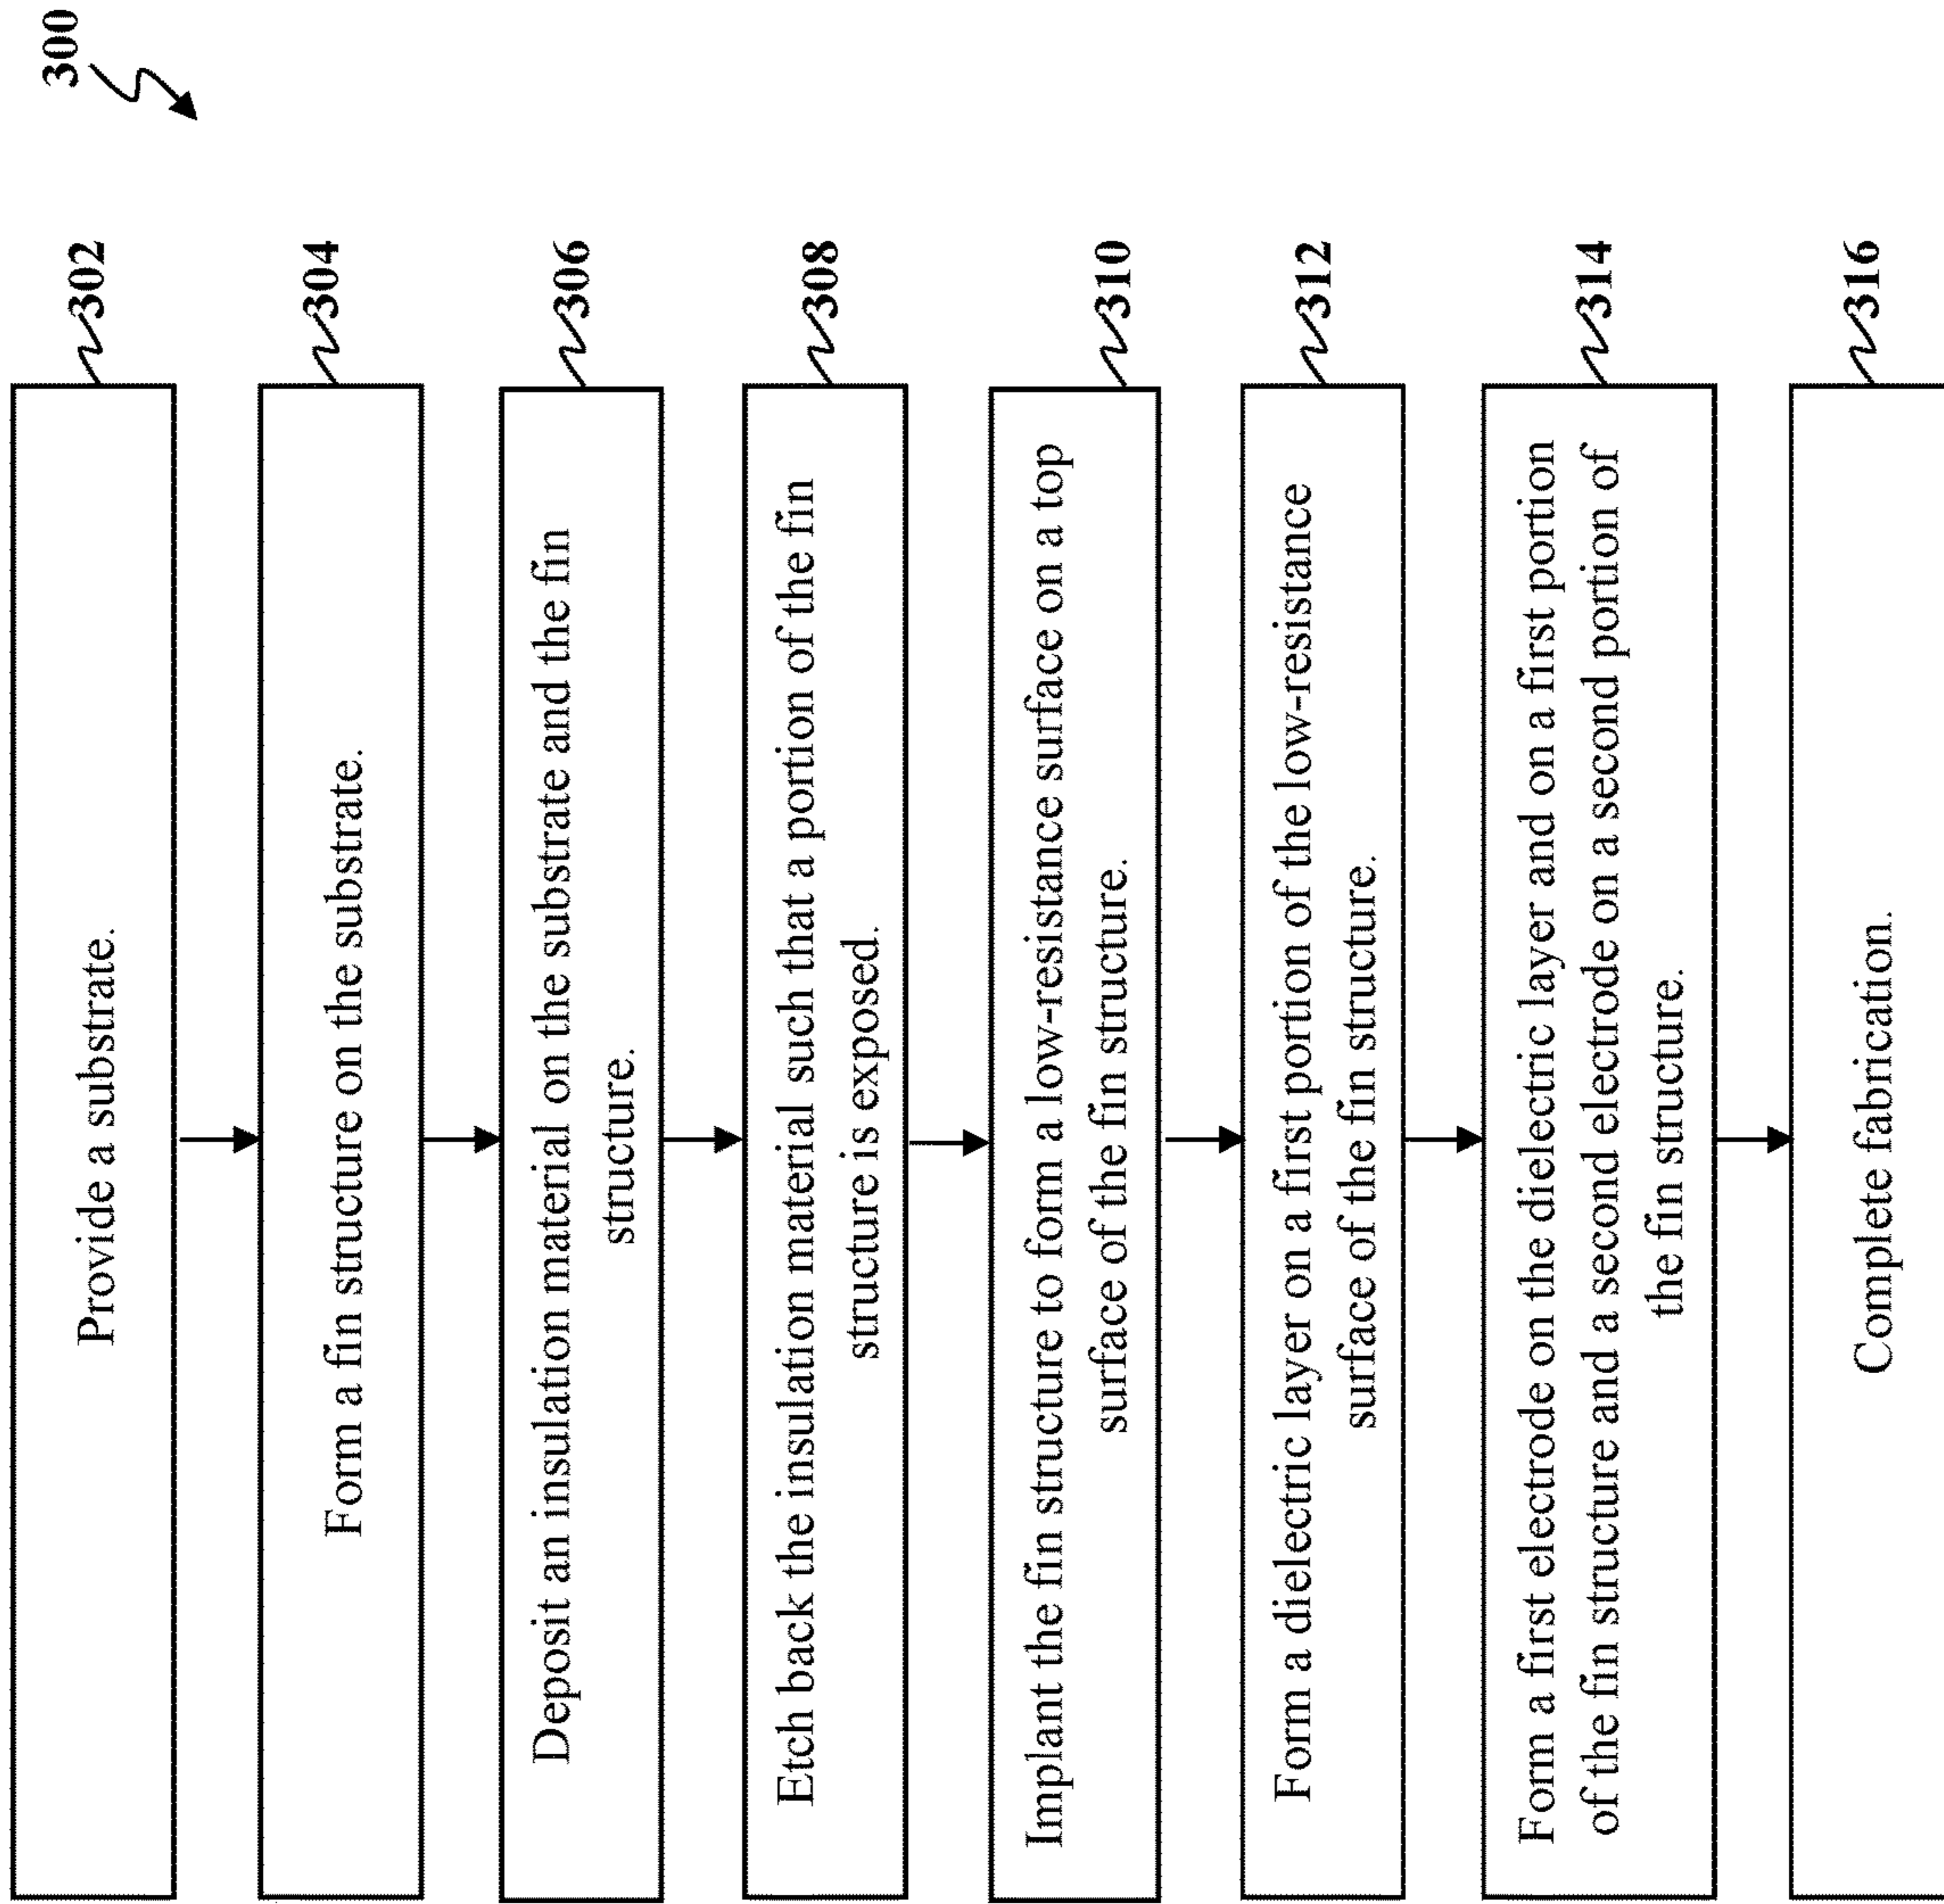 300
Provide a substrate.
302
Form a fin structure on the substrate.
304
Deposit an insulation material on the substrate and the fin
structure.
306
Etch back the insulation material such that a portion of the fin
structure is exposed.
308
Implant the fin structure to form a low-resistance surface on a top
surface of the fin structure.
310
Form a dielectric layer on a first portion of the low-resistance
surface of the fin structure.
312
Form a first electrode on the dielectric layer and on a first portion
of the fin structure and a second electrode on a second portion of
the fin structure.
314
Complete fabrication.
316